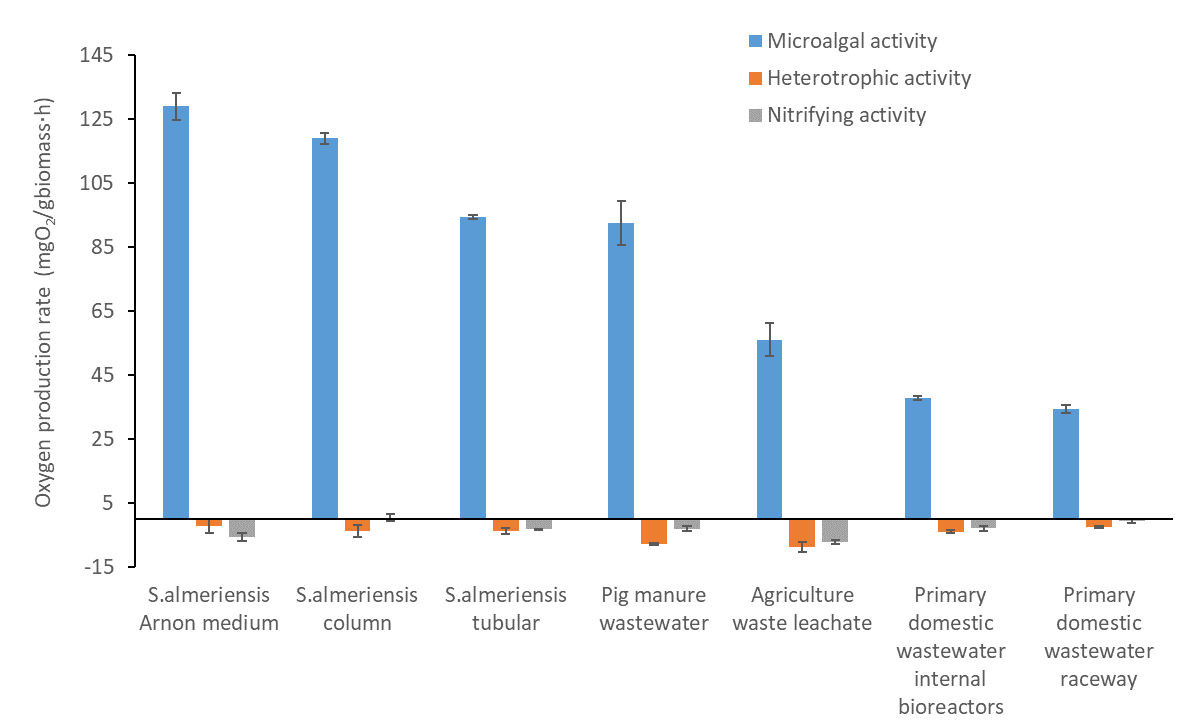 Microalgal activity
Heterotrophic activity
Nitrifying activity
Oxygen production rate (mgO₂/gbiomass·h)
145
125
105
85
65
45
25
5
-15
S.almeriensis
Arnon medium
S.almeriensis
column
S.almeriensis
tubular
Pig manure
wastewater
Agriculture
waste leachate
Primary
domestic
wastewater
internal
bioreactors
Primary
domestic
wastewater
raceway